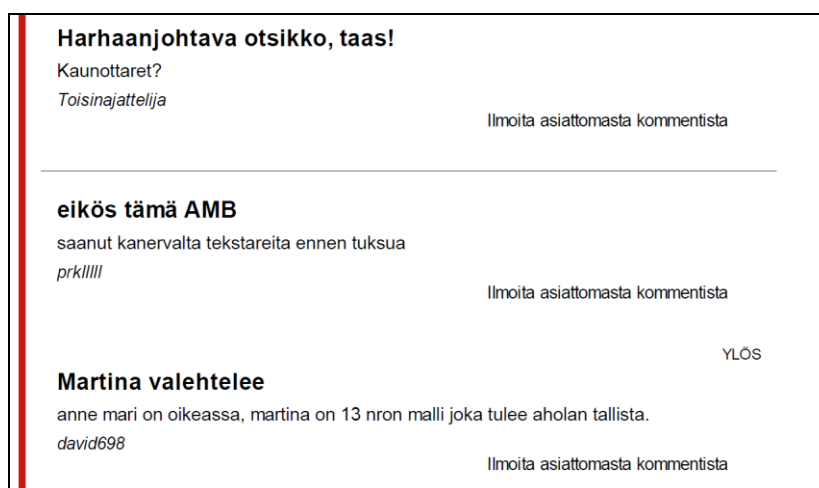 Harhaanjohtava otsikko, taas!
Kaunottaret?
Toisinajattelija
Ilmoita asiattomasta kommentista
eikös tämä AMB
saanut kanervalta tekstareita ennen tuksua
prklllll
Ilmoita asiattomasta kommentista
YLÖS
Martina valehtelee
anne mari on oikeassa, martina on 13 nron malli joka tulee aholan tallista.
david698
Ilmoita asiattomasta kommentista